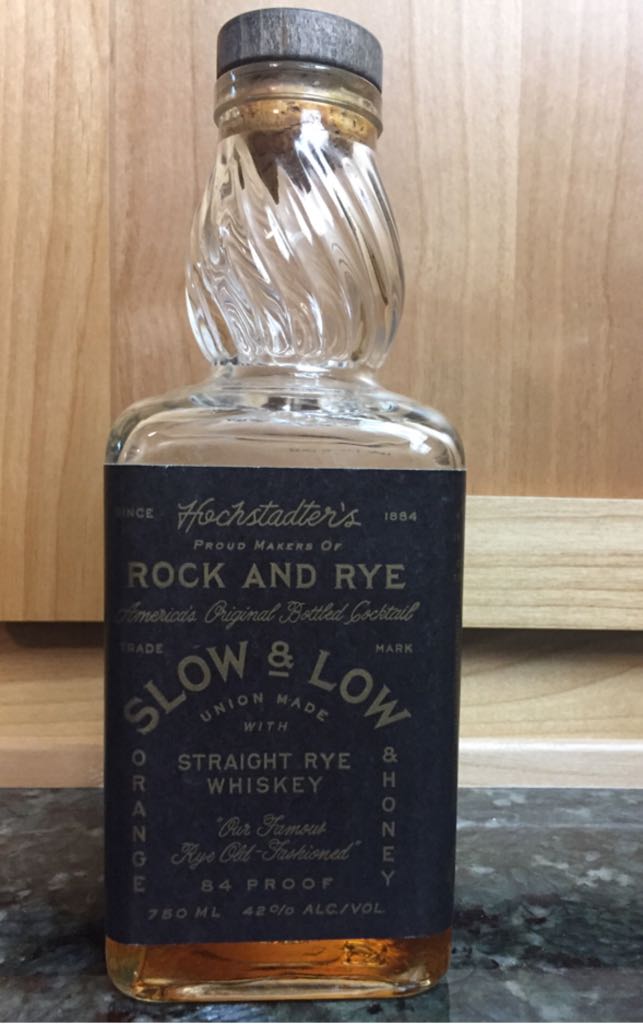 SINCE Hochstadter's 1884
PROUD MAKERS OF
ROCK AND RYE
America's Original Bottled Cocktail
TRADE MARK
SLOW & LOW
UNION MADE
WITH
STRAIGHT RYE
WHISKEY
ORANGE
& HONEY
"Our Famous
Rye Old-Fashioned"
84 PROOF
750 ML 42% ALC./VOL